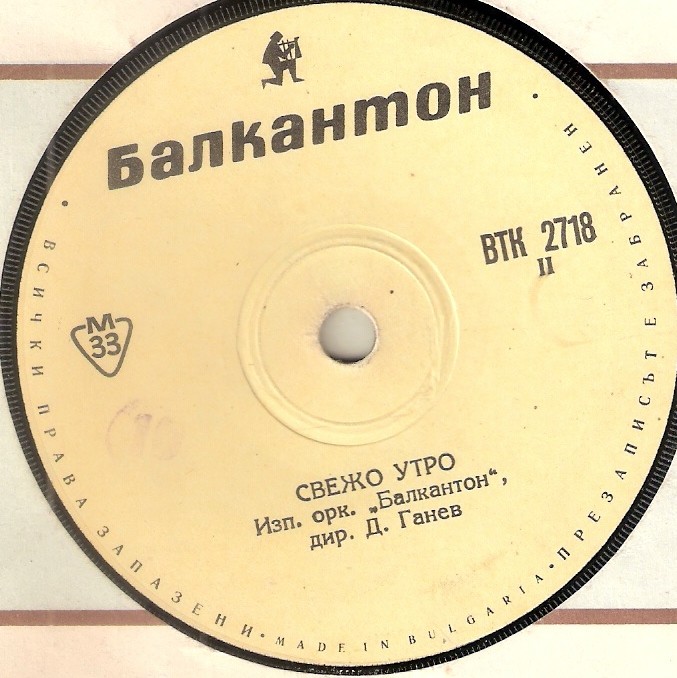 Балкантон
ВТК 2718
II
М
33
СВЕЖО УТРО
Изп. орк. „Балкантон“,
дир. Д. Ганев
• ВСИЧКИ ПРАВА ЗАПАЗЕНИ • MADE IN BULGARIA • ПРЕЗАПИСЪТ Е ЗАБРАНЕН •